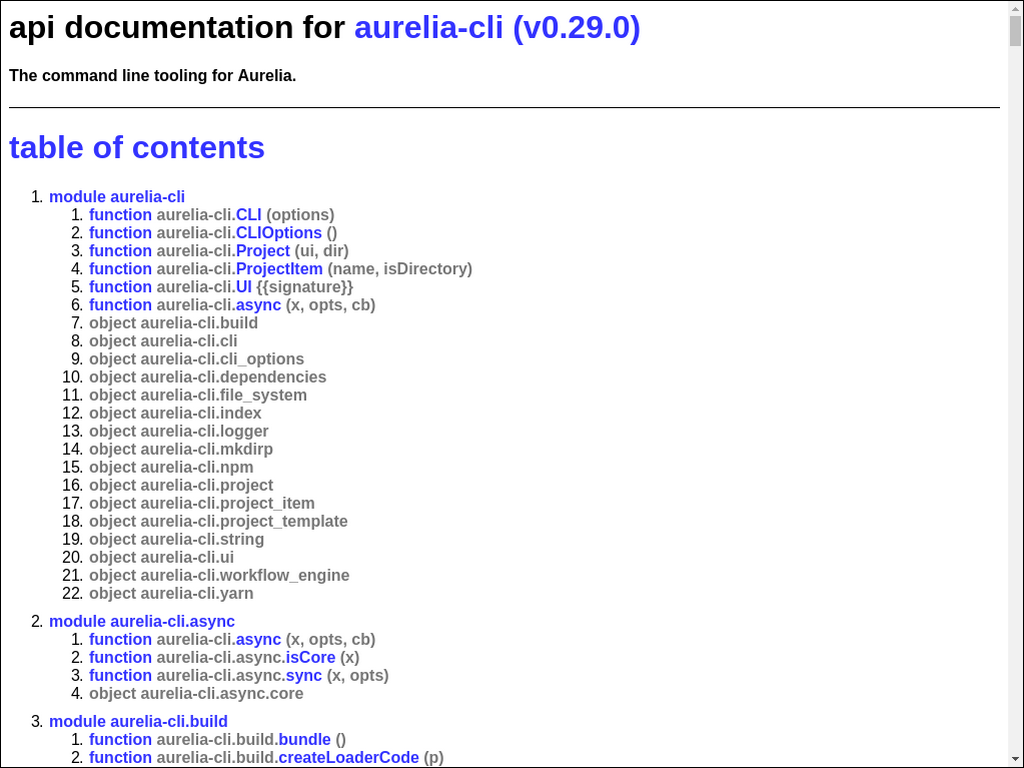 api documentation for aurelia-cli (v0.29.0)
The command line tooling for Aurelia.
table of contents
1. module aurelia-cli
1. function aurelia-cli.CLI (options)
2. function aurelia-cli.CLIOptions ()
3. function aurelia-cli.Project (ui, dir)
4. function aurelia-cli.ProjectItem (name, isDirectory)
5. function aurelia-cli.UI {{signature}}
6. function aurelia-cli.async (x, opts, cb)
7. object aurelia-cli.build
8. object aurelia-cli.cli
9. object aurelia-cli.cli_options
10. object aurelia-cli.dependencies
11. object aurelia-cli.file_system
12. object aurelia-cli.index
13. object aurelia-cli.logger
14. object aurelia-cli.mkdirp
15. object aurelia-cli.npm
16. object aurelia-cli.project
17. object aurelia-cli.project_item
18. object aurelia-cli.project_template
19. object aurelia-cli.string
20. object aurelia-cli.ui
21. object aurelia-cli.workflow_engine
22. object aurelia-cli.yarn
2. module aurelia-cli.async
1. function aurelia-cli.async (x, opts, cb)
2. function aurelia-cli.async.isCore (x)
3. function aurelia-cli.async.sync (x, opts)
4. object aurelia-cli.async.core
3. module aurelia-cli.build
1. function aurelia-cli.build.bundle ()
2. function aurelia-cli.build.createLoaderCode (p)